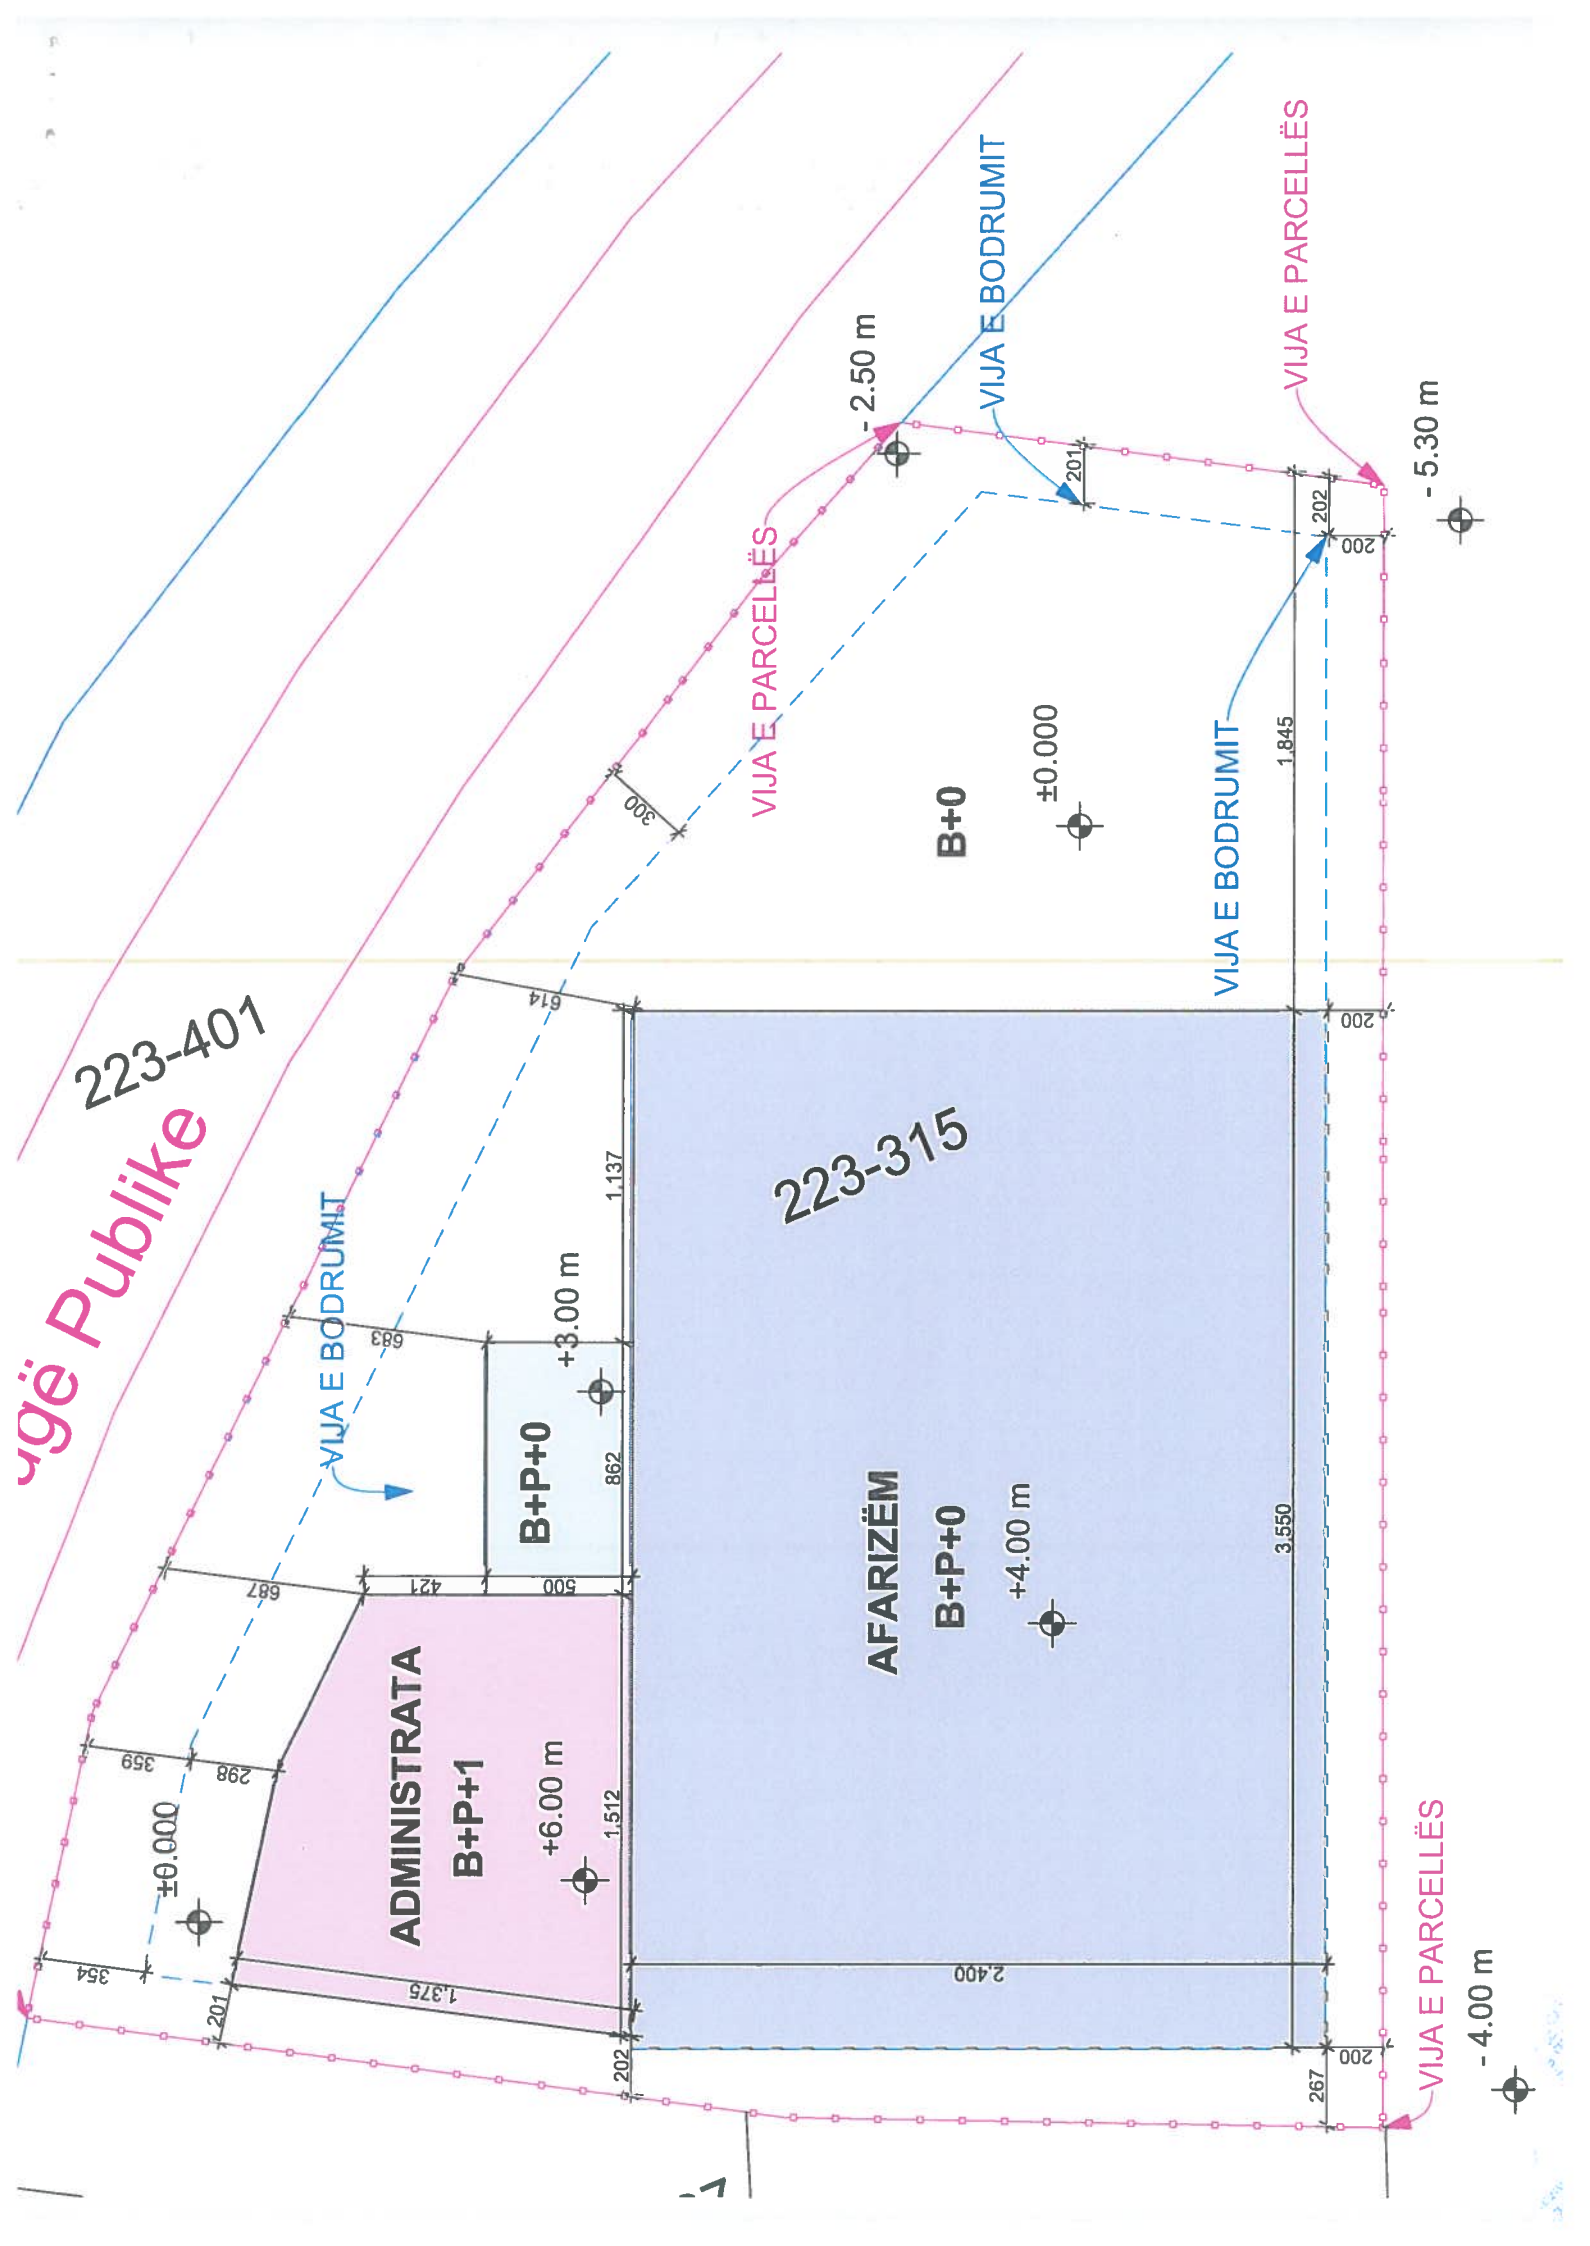 223-401
ugë Publike
VIJA E BODRUMIT
VIJA E PARCELLËS
- 2.50 m
VIJA E BODRUMIT
VIJA E PARCELLËS
- 5.30 m
201
202
200
300
B+0
±0.000
VIJA E BODRUMIT
1,845
614
200
1,137
223-315
683
+3.00 m
B+P+0
862
687
421
500
359
298
±0.000
ADMINISTRATA
B+P+1
+6.00 m
1,512
354
201
1,375
202
AFARIZËM
B+P+0
+4.00 m
3,550
2,400
200
267
VIJA E PARCELLËS
- 4.00 m